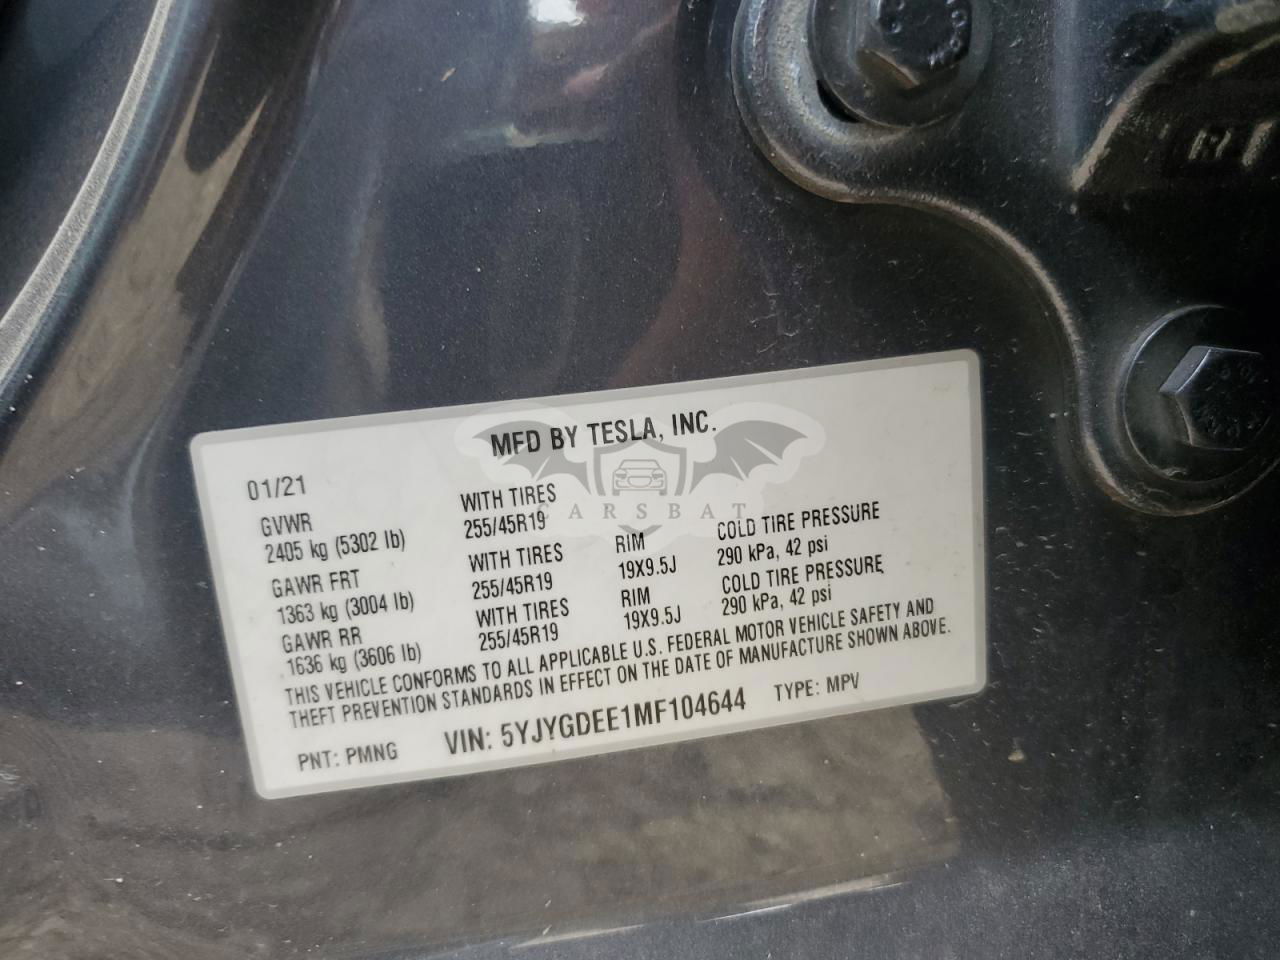 MFD BY TESLA, INC.
01/21
GVWR
2405 kg (5302 lb)
WITH TIRES
255/45R19
GAWR FRT
1363 kg (3004 lb)
WITH TIRES
255/45R19
RIM
19X9.5J
COLD TIRE PRESSURE
290 kPa, 42 psi
GAWR RR
1636 kg (3606 lb)
WITH TIRES
255/45R19
RIM
19X9.5J
COLD TIRE PRESSURE
290 kPa, 42 psi
THIS VEHICLE CONFORMS TO ALL APPLICABLE U.S. FEDERAL MOTOR VEHICLE SAFETY AND
THEFT PREVENTION STANDARDS IN EFFECT ON THE DATE OF MANUFACTURE SHOWN ABOVE.
PNT: PMNG
VIN: 5YJYGDEE1MF104644
TYPE: MPV
CARSBAT